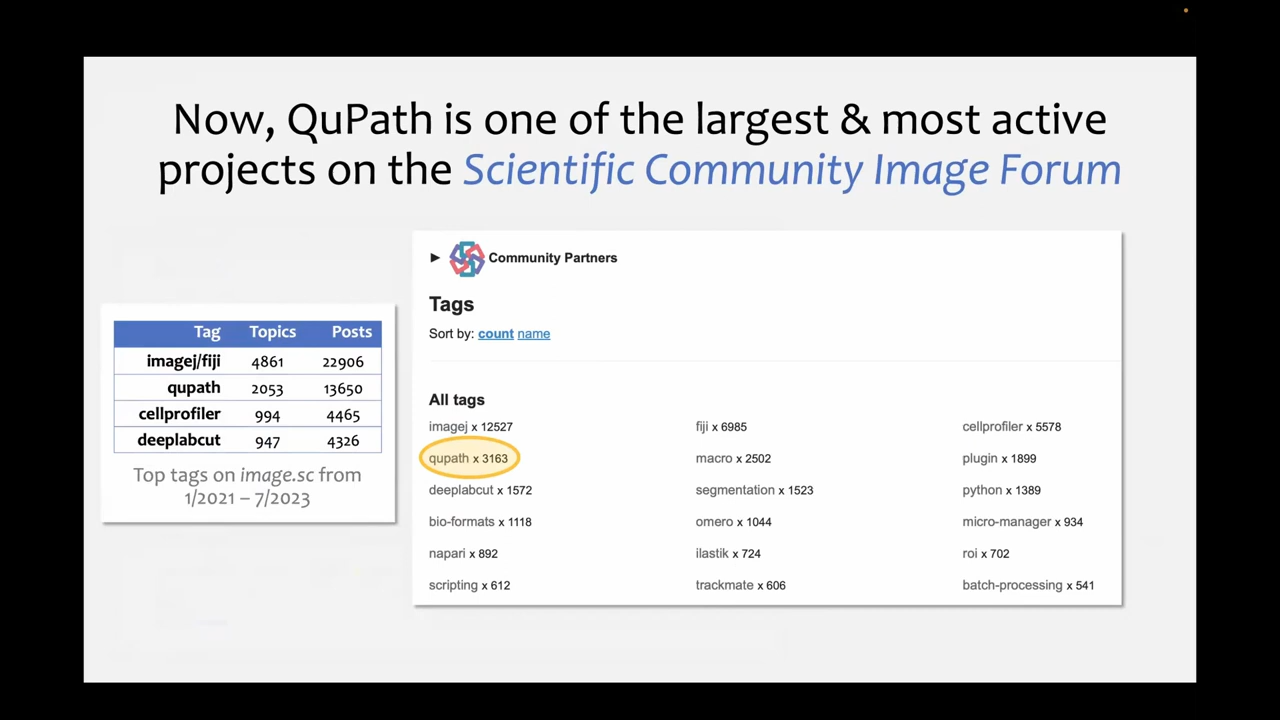 Now, QuPath is one of the largest & most active
projects on the Scientific Community Image Forum
Tag Topics Posts
imagej/fiji 4861 22906
qupath 2053 13650
cellprofiler 994 4465
deeplabcut 947 4326
Top tags on image.sc from
1/2021 – 7/2023
► Community Partners
Tags
Sort by: count name
All tags
imagej x 12527 fiji x 6985 cellprofiler x 5578
qupath x 3163 macro x 2502 plugin x 1899
deeplabcut x 1572 segmentation x 1523 python x 1389
bio-formats x 1118 omero x 1044 micro-manager x 934
napari x 892 ilastik x 724 roi x 702
scripting x 612 trackmate x 606 batch-processing x 541